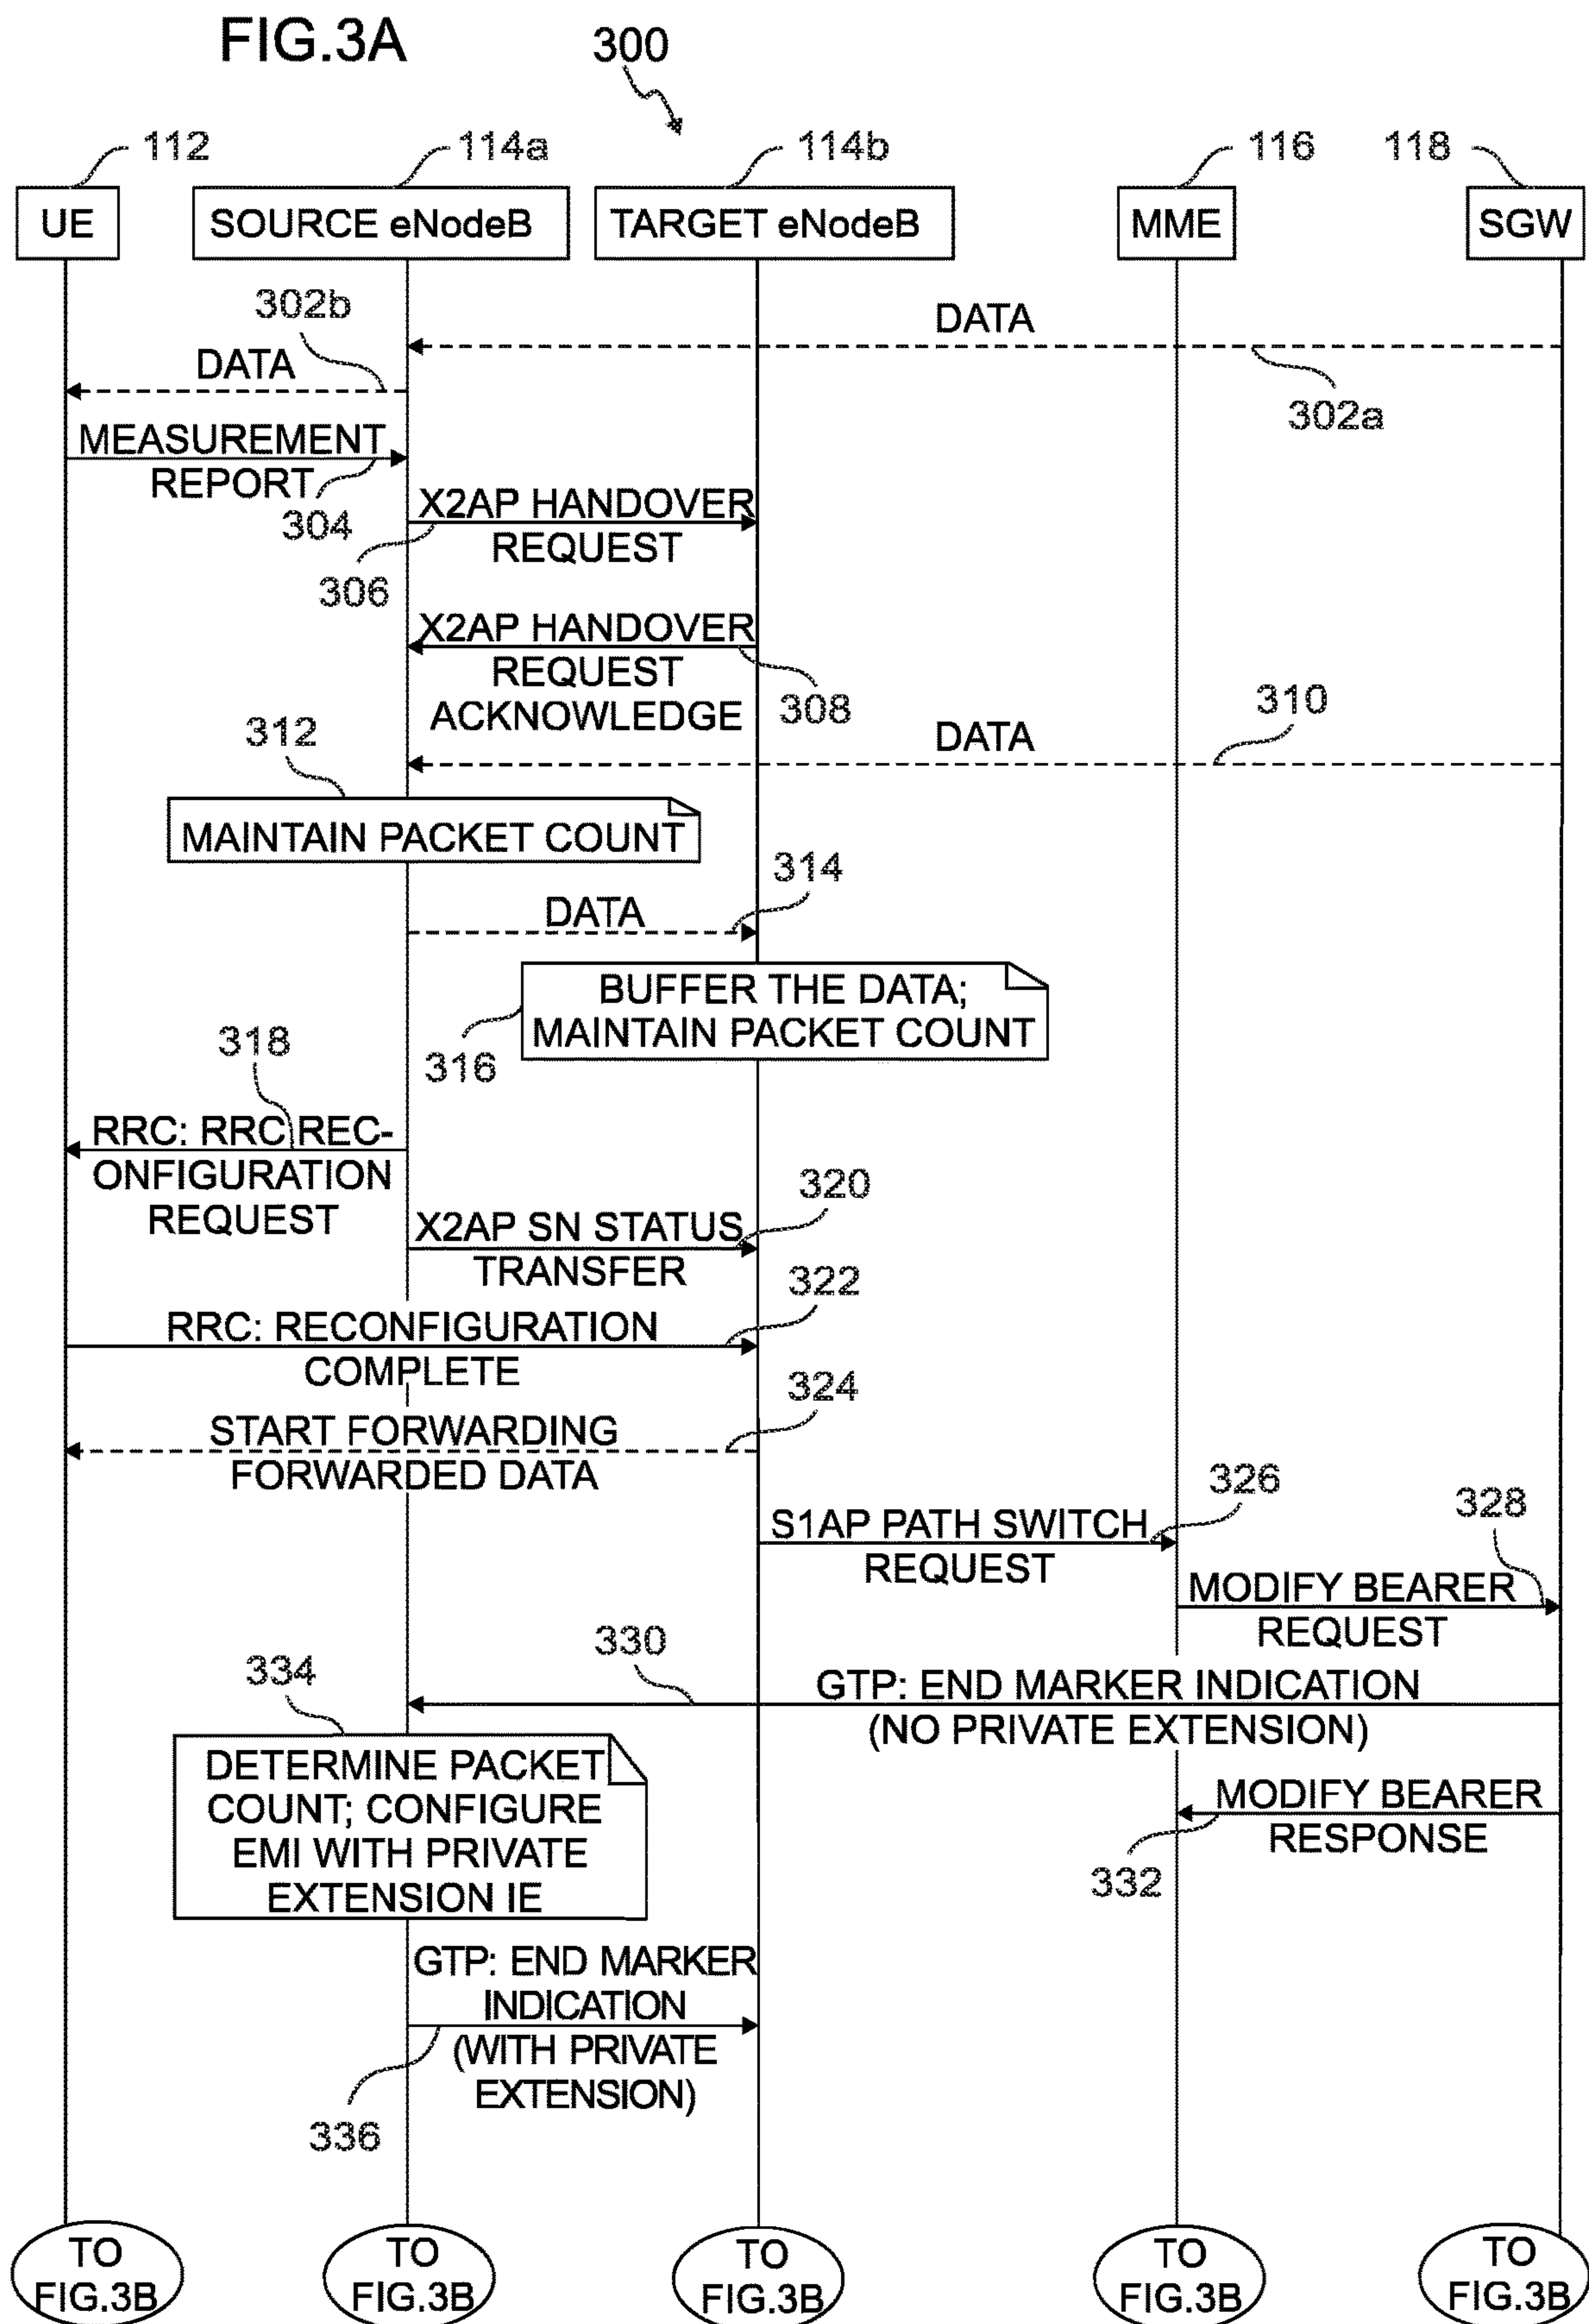 FIG.3A
300
112
114a
114b
116
118
UE
SOURCE eNodeB
TARGET eNodeB
MME
SGW
302b
DATA
DATA
302a
MEASUREMENT
REPORT
304
X2AP HANDOVER
REQUEST
306
X2AP HANDOVER
REQUEST
ACKNOWLEDGE
308
310
312
DATA
MAINTAIN PACKET COUNT
314
DATA
BUFFER THE DATA;
MAINTAIN PACKET COUNT
316
318
RRC: RRC REC-
ONFIGURATION
REQUEST
320
X2AP SN STATUS
TRANSFER
322
RRC: RECONFIGURATION
COMPLETE
324
START FORWARDING
FORWARDED DATA
326
S1AP PATH SWITCH
REQUEST
328
MODIFY BEARER
REQUEST
330
GTP: END MARKER INDICATION
(NO PRIVATE EXTENSION)
334
DETERMINE PACKET
COUNT; CONFIGURE
EMI WITH PRIVATE
EXTENSION IE
MODIFY BEARER
RESPONSE
332
GTP: END MARKER
INDICATION
(WITH PRIVATE
EXTENSION)
336
TO
FIG.3B
TO
FIG.3B
TO
FIG.3B
TO
FIG.3B
TO
FIG.3B